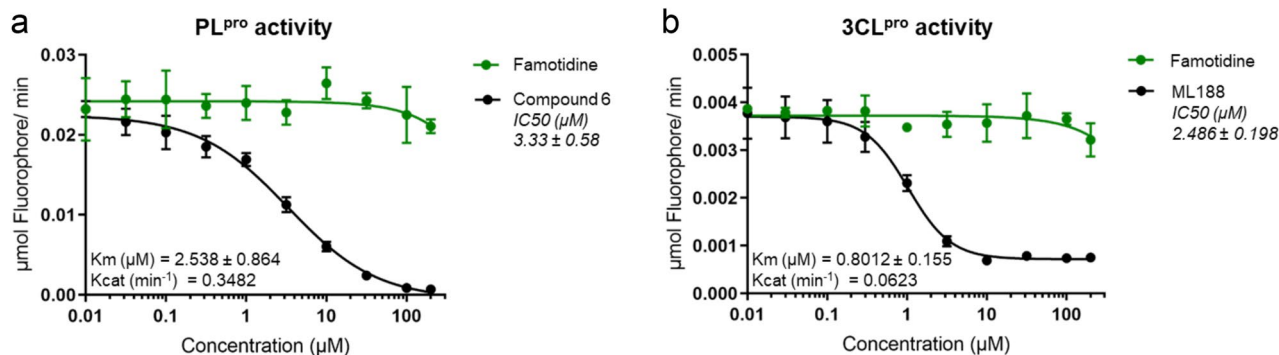 a
PLpro activity
0.03
0.02
0.01
0.00
µmol Fluorophore/ min
Km (µM) = 2.538 ± 0.864
Kcat (min-1) = 0.3482
0.01
0.1
1
10
100
Concentration (µM)
Famotidine
Compound 6
IC50 (µM)
3.33 ± 0.58
b
3CLpro activity
0.005
0.004
0.003
0.002
0.001
0.000
µmol Fluorophore/ min
Km (µM) = 0.8012 ± 0.155
Kcat (min-1) = 0.0623
0.01
0.1
1
10
100
Concentration (µM)
Famotidine
ML188
IC50 (µM)
2.486 ± 0.198